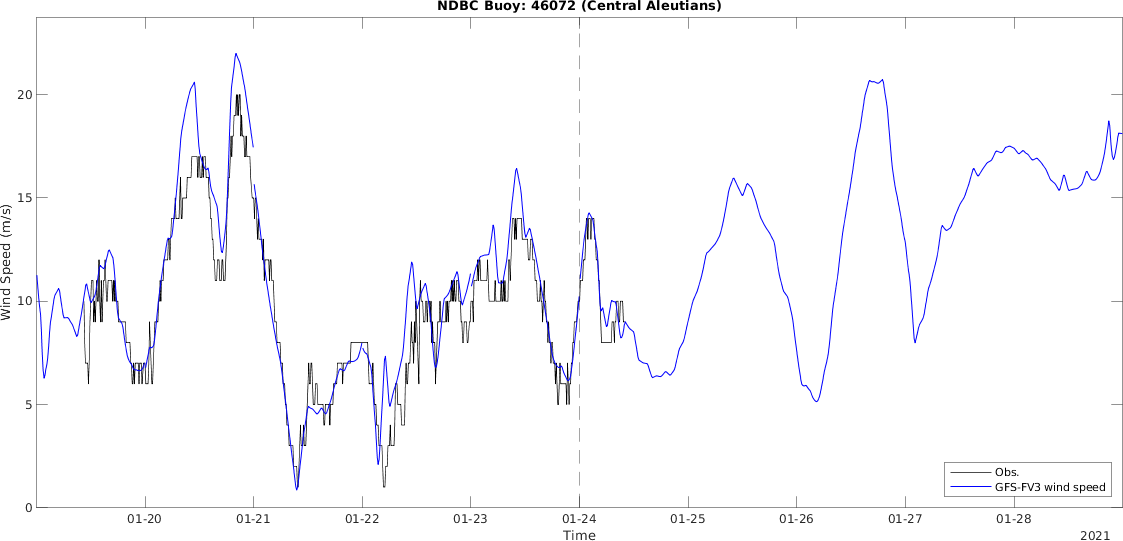 NDBC Buoy: 46072 (Central Aleutians)
20
15
10
5
0
Wind Speed (m/s)
01-20 01-21 01-22 01-23 01-24 01-25 01-26 01-27 01-28
Time
2021
Obs.
GFS-FV3 wind speed